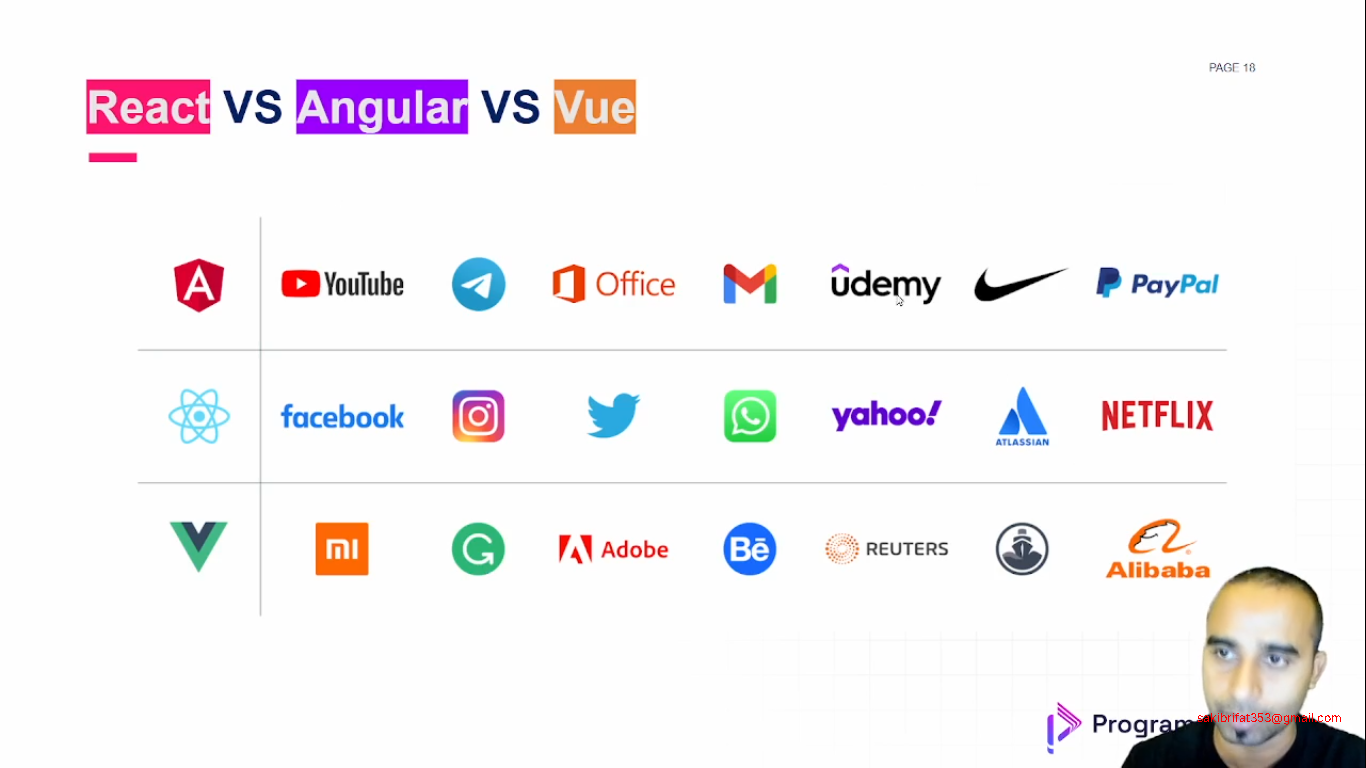 PAGE 18
React VS Angular VS Vue
YouTube Office udemy PayPal
facebook yahoo! ATLASSIAN NETFLIX
mi G Adobe Bē REUTERS Alibaba
Program
sakibrifat353@gmail.com